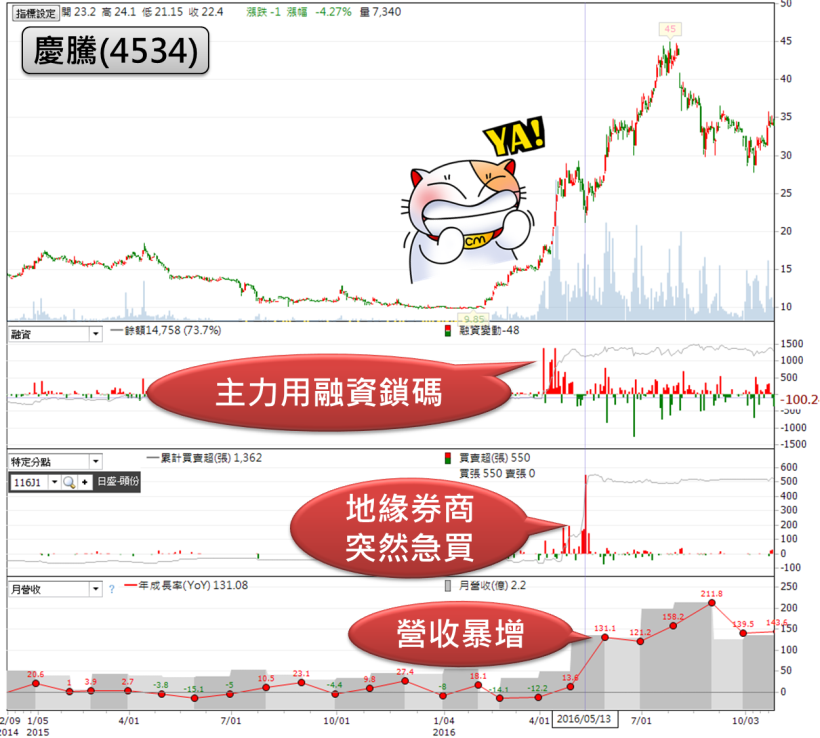 指標設定 開 23.2 高 24.1 低 21.15 收 22.4 漲跌 -1 漲幅 -4.27% 量 7,340
慶騰(4534)
50
45
45
40
35
YA!
30
25
CM
20
15
10
9.85
融資 餘額14,758 (73.7%) 融資變動-48
1500
1000
主力用融資鎖碼
500
-100.2
-500
-1000
-1500
特定分點 累計買賣超(張) 1,362 買賣超(張) 550
買張 550 賣張 0
116J1 日盛-頭份
600
500
400
300
200
100
0
-100
地緣券商
突然急買
月營收 ? 年成長率(YoY) 131.08 月營收(億) 2.2
250
200
150
100
50
0
營收暴增
20.6 1 3.9 2.7 -3.8 -15.1 -5 10.5 23.1 -4.4 9.8 27.4 -8 18.1 -14.1 -12.2 13.6 131.1 121.2 158.2 211.8 139.5 143.6
2/09 1/05 4/01 7/01 10/01 1/04 4/01 2016/05/13 7/01 10/03
2014 2015 2016